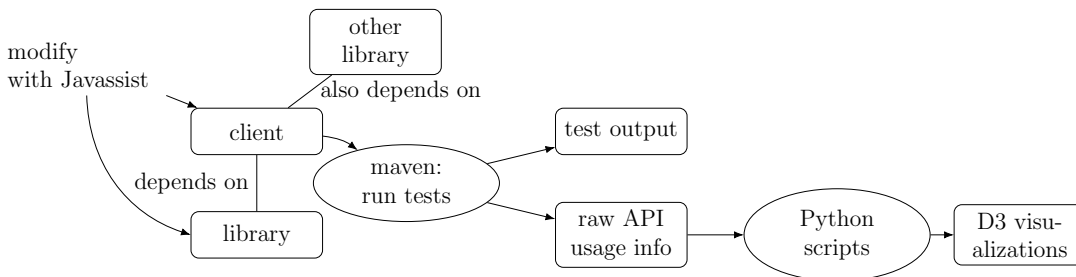 other
library
modify
with Javassist
also depends on
client
test output
maven:
run tests
depends on
library
raw API
usage info
Python
scripts
D3 visu-
alizations